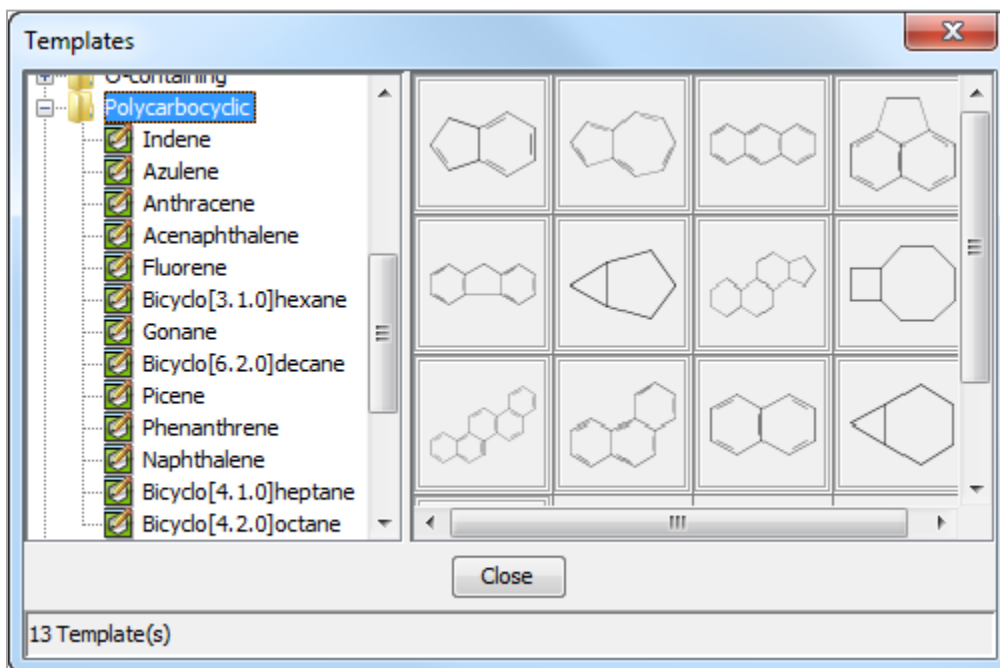 Templates
O-containing
Polycarbocyclic
Indene
Azulene
Anthracene
Acenaphthalene
Fluorene
Bicyclo[3.1.0]hexane
Gonane
Bicyclo[6.2.0]decane
Picene
Phenanthrene
Naphthalene
Bicyclo[4.1.0]heptane
Bicyclo[4.2.0]octane
Close
13 Template(s)